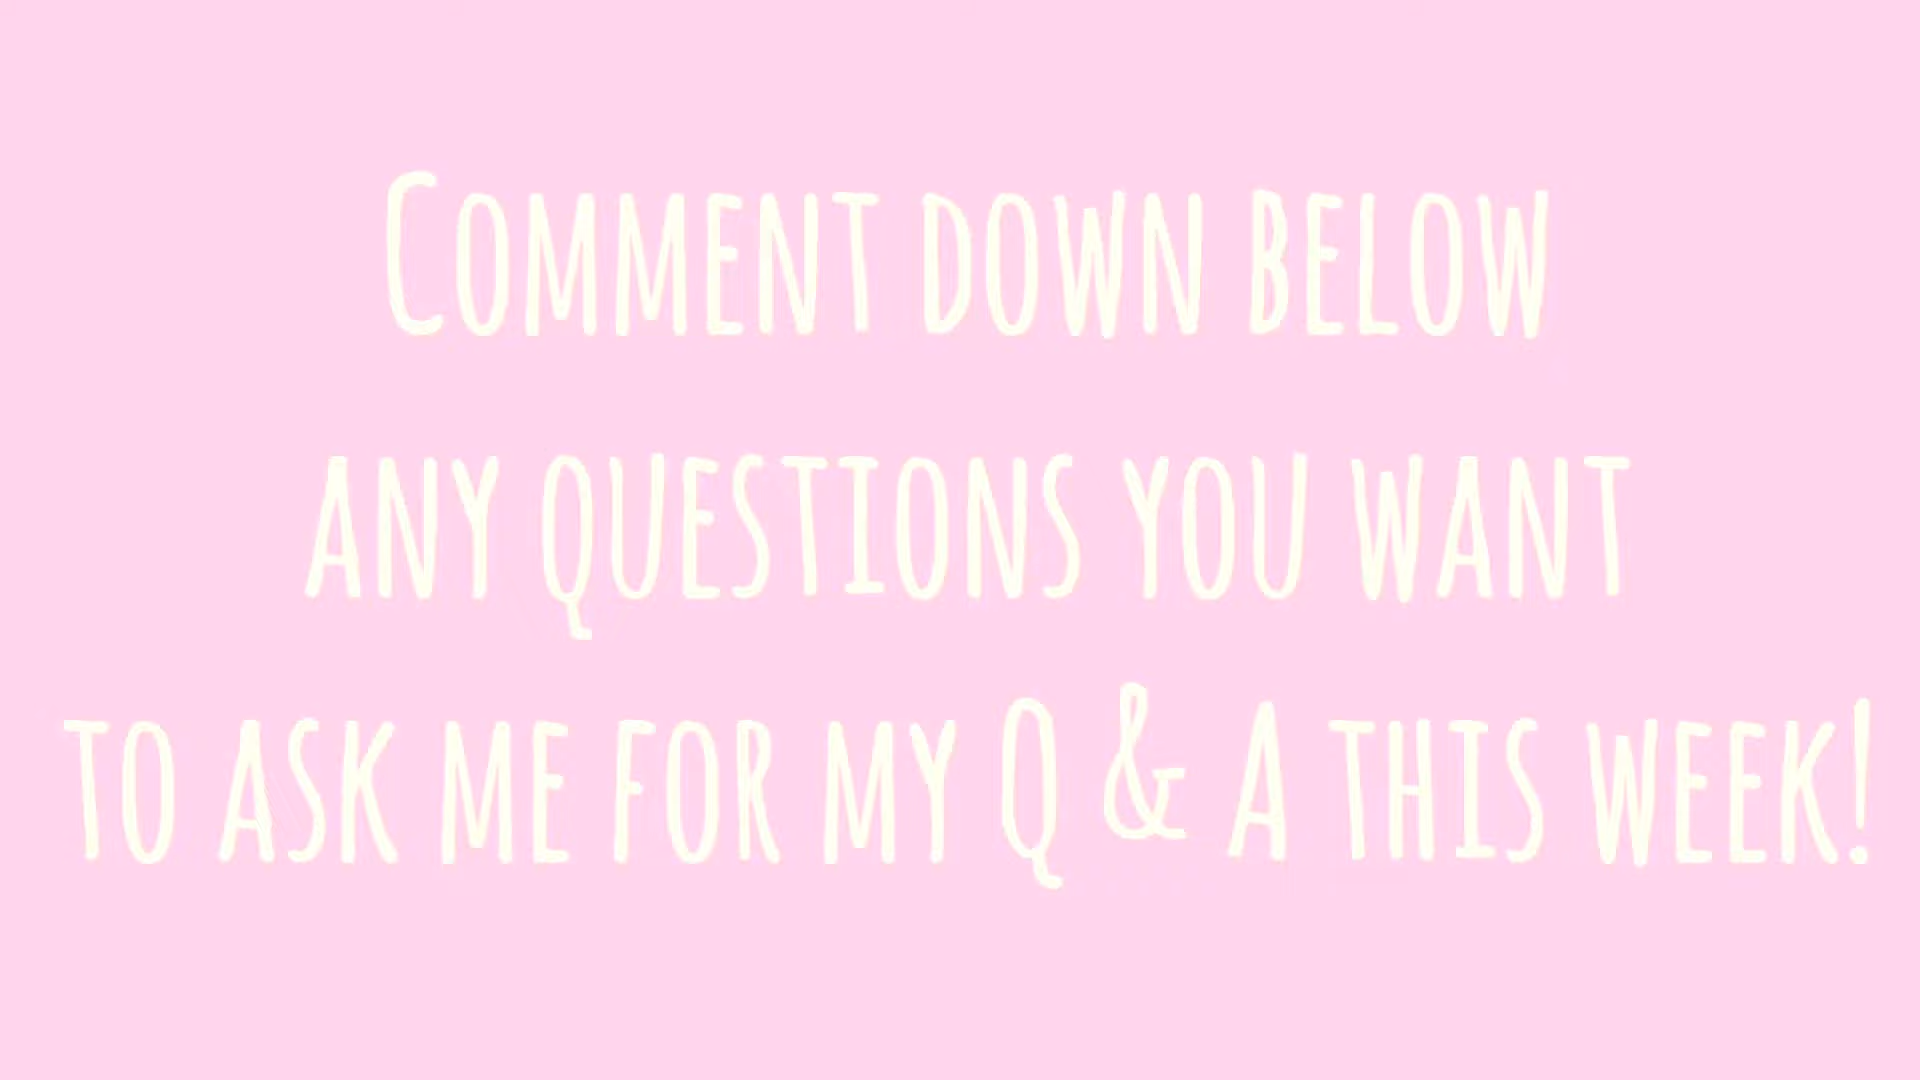 Comment down below
any questions you want
to ask me for my Q & A this week!